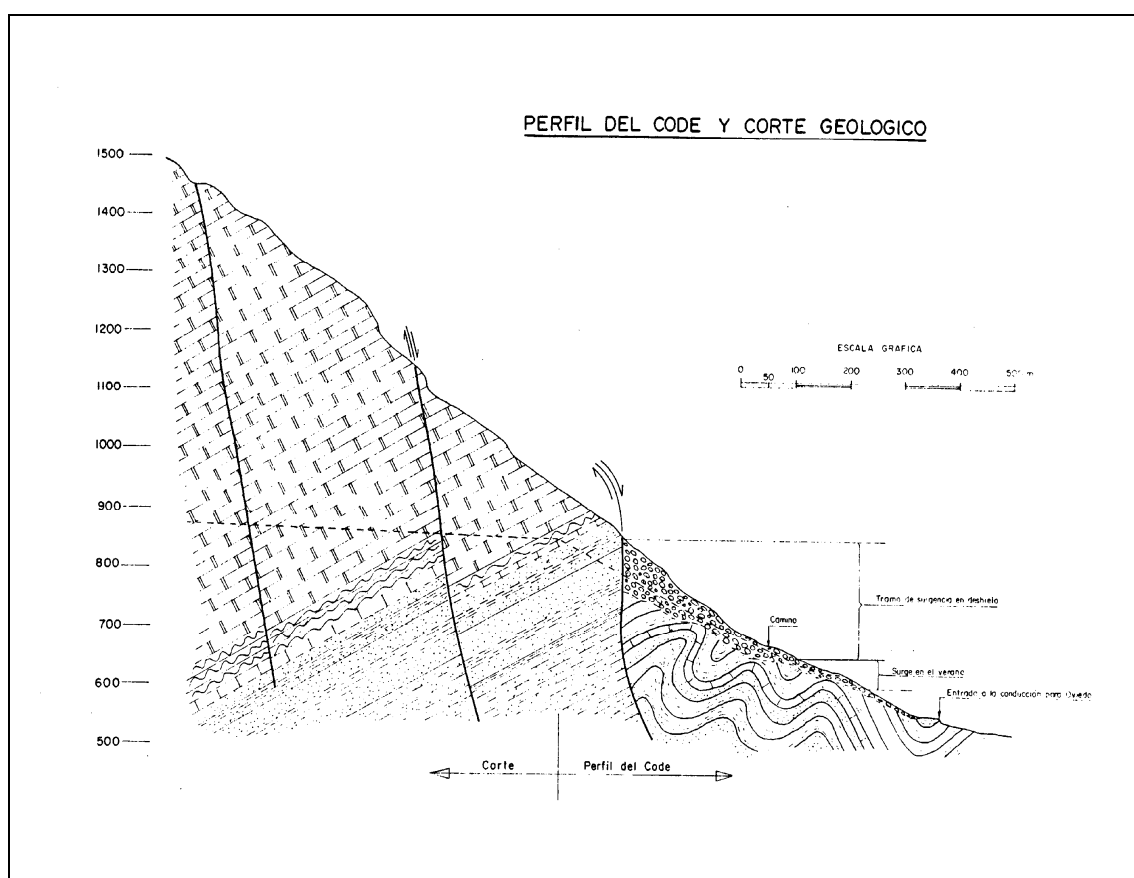 PERFIL DEL CODE Y CORTE GEOLOGICO
1500
1400
1300
1200
1100
1000
900
800
700
600
500
ESCALA GRAFICA
0 50 100 200 300 400 500 m
Tramo de surgencia en deshielo
Camino
Surge en el verano
Entrada a la conducción para Oviedo
Corte
Perfil del Code